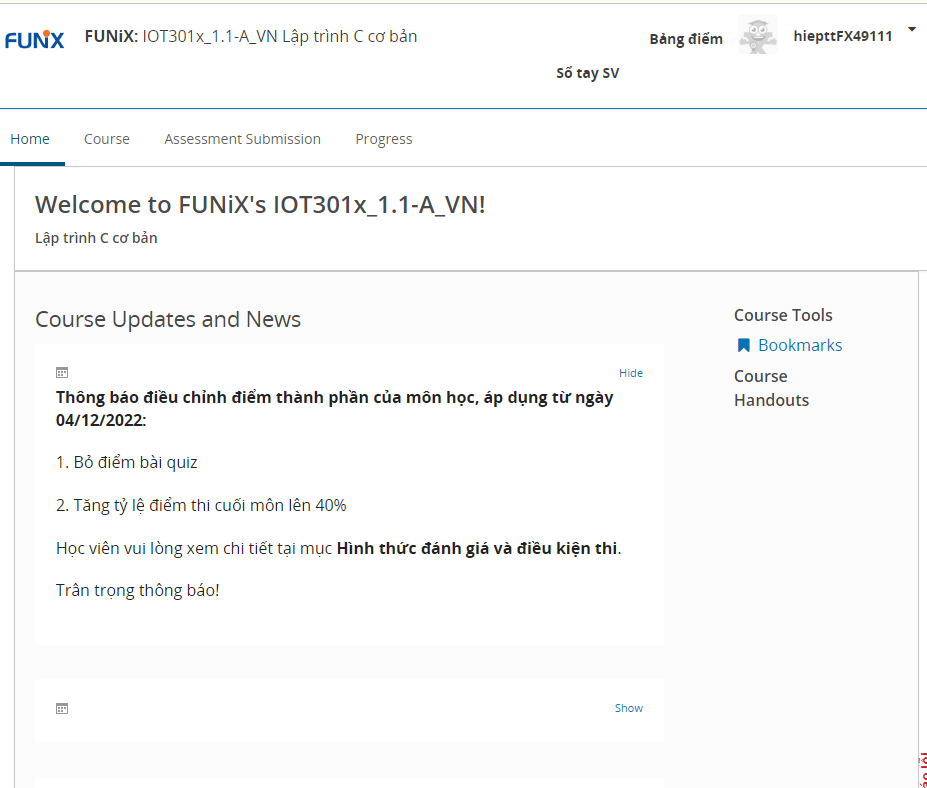 FUNiX
FUNiX: IOT301x_1.1-A_VN Lập trình C cơ bản
Bảng điểm
hiepttFX49111
Sổ tay SV
Home Course Assessment Submission Progress
Welcome to FUNiX's IOT301x_1.1-A_VN!
Lập trình C cơ bản
Course Updates and News
Hide
Thông báo điều chỉnh điểm thành phần của môn học, áp dụng từ ngày
04/12/2022:
1. Bỏ điểm bài quiz
2. Tăng tỷ lệ điểm thi cuối môn lên 40%
Học viên vui lòng xem chi tiết tại mục Hình thức đánh giá và điều kiện thi.
Trân trọng thông báo!
Show
Course Tools
Bookmarks
Course
Handouts